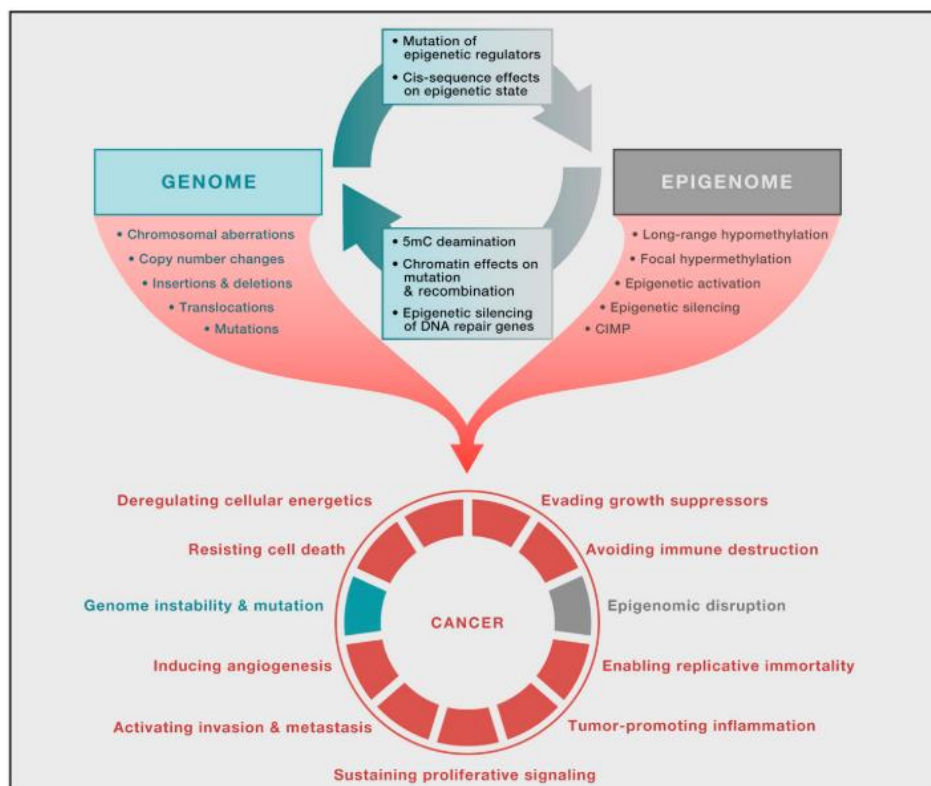 • Mutation of
epigenetic regulators
• Cis-sequence effects
on epigenetic state
GENOME
EPIGENOME
• Chromosomal aberrations
• Copy number changes
• Insertions & deletions
• Translocations
• Mutations
• 5mC deamination
• Chromatin effects on
mutation
& recombination
• Epigenetic silencing
of DNA repair genes
• Long-range hypomethylation
• Focal hypermethylation
• Epigenetic activation
• Epigenetic silencing
• CIMP
Deregulating cellular energetics
Evading growth suppressors
Resisting cell death
Avoiding immune destruction
Genome instability & mutation
CANCER
Epigenomic disruption
Inducing angiogenesis
Enabling replicative immortality
Activating invasion & metastasis
Tumor-promoting inflammation
Sustaining proliferative signaling